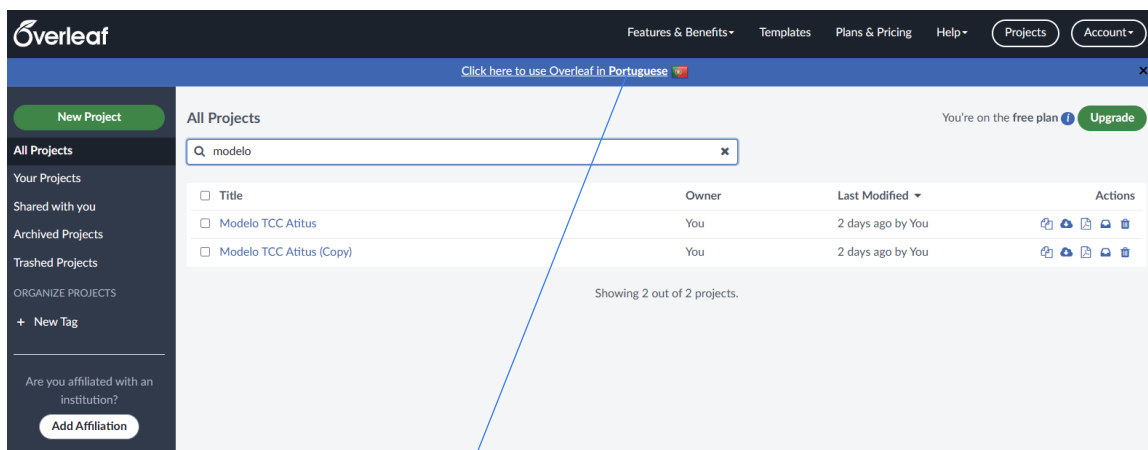 Overleaf
Features & Benefits Templates Plans & Pricing Help Projects Account
Click here to use Overleaf in Portuguese
New Project
All Projects
Your Projects
Shared with you
Archived Projects
Trashed Projects
ORGANIZE PROJECTS
+ New Tag
Are you affiliated with an
institution?
Add Affiliation
All Projects
You're on the free plan i Upgrade
modelo
Title Owner Last Modified Actions
Modelo TCC Atitus You 2 days ago by You
Modelo TCC Atitus (Copy) You 2 days ago by You
Showing 2 out of 2 projects.